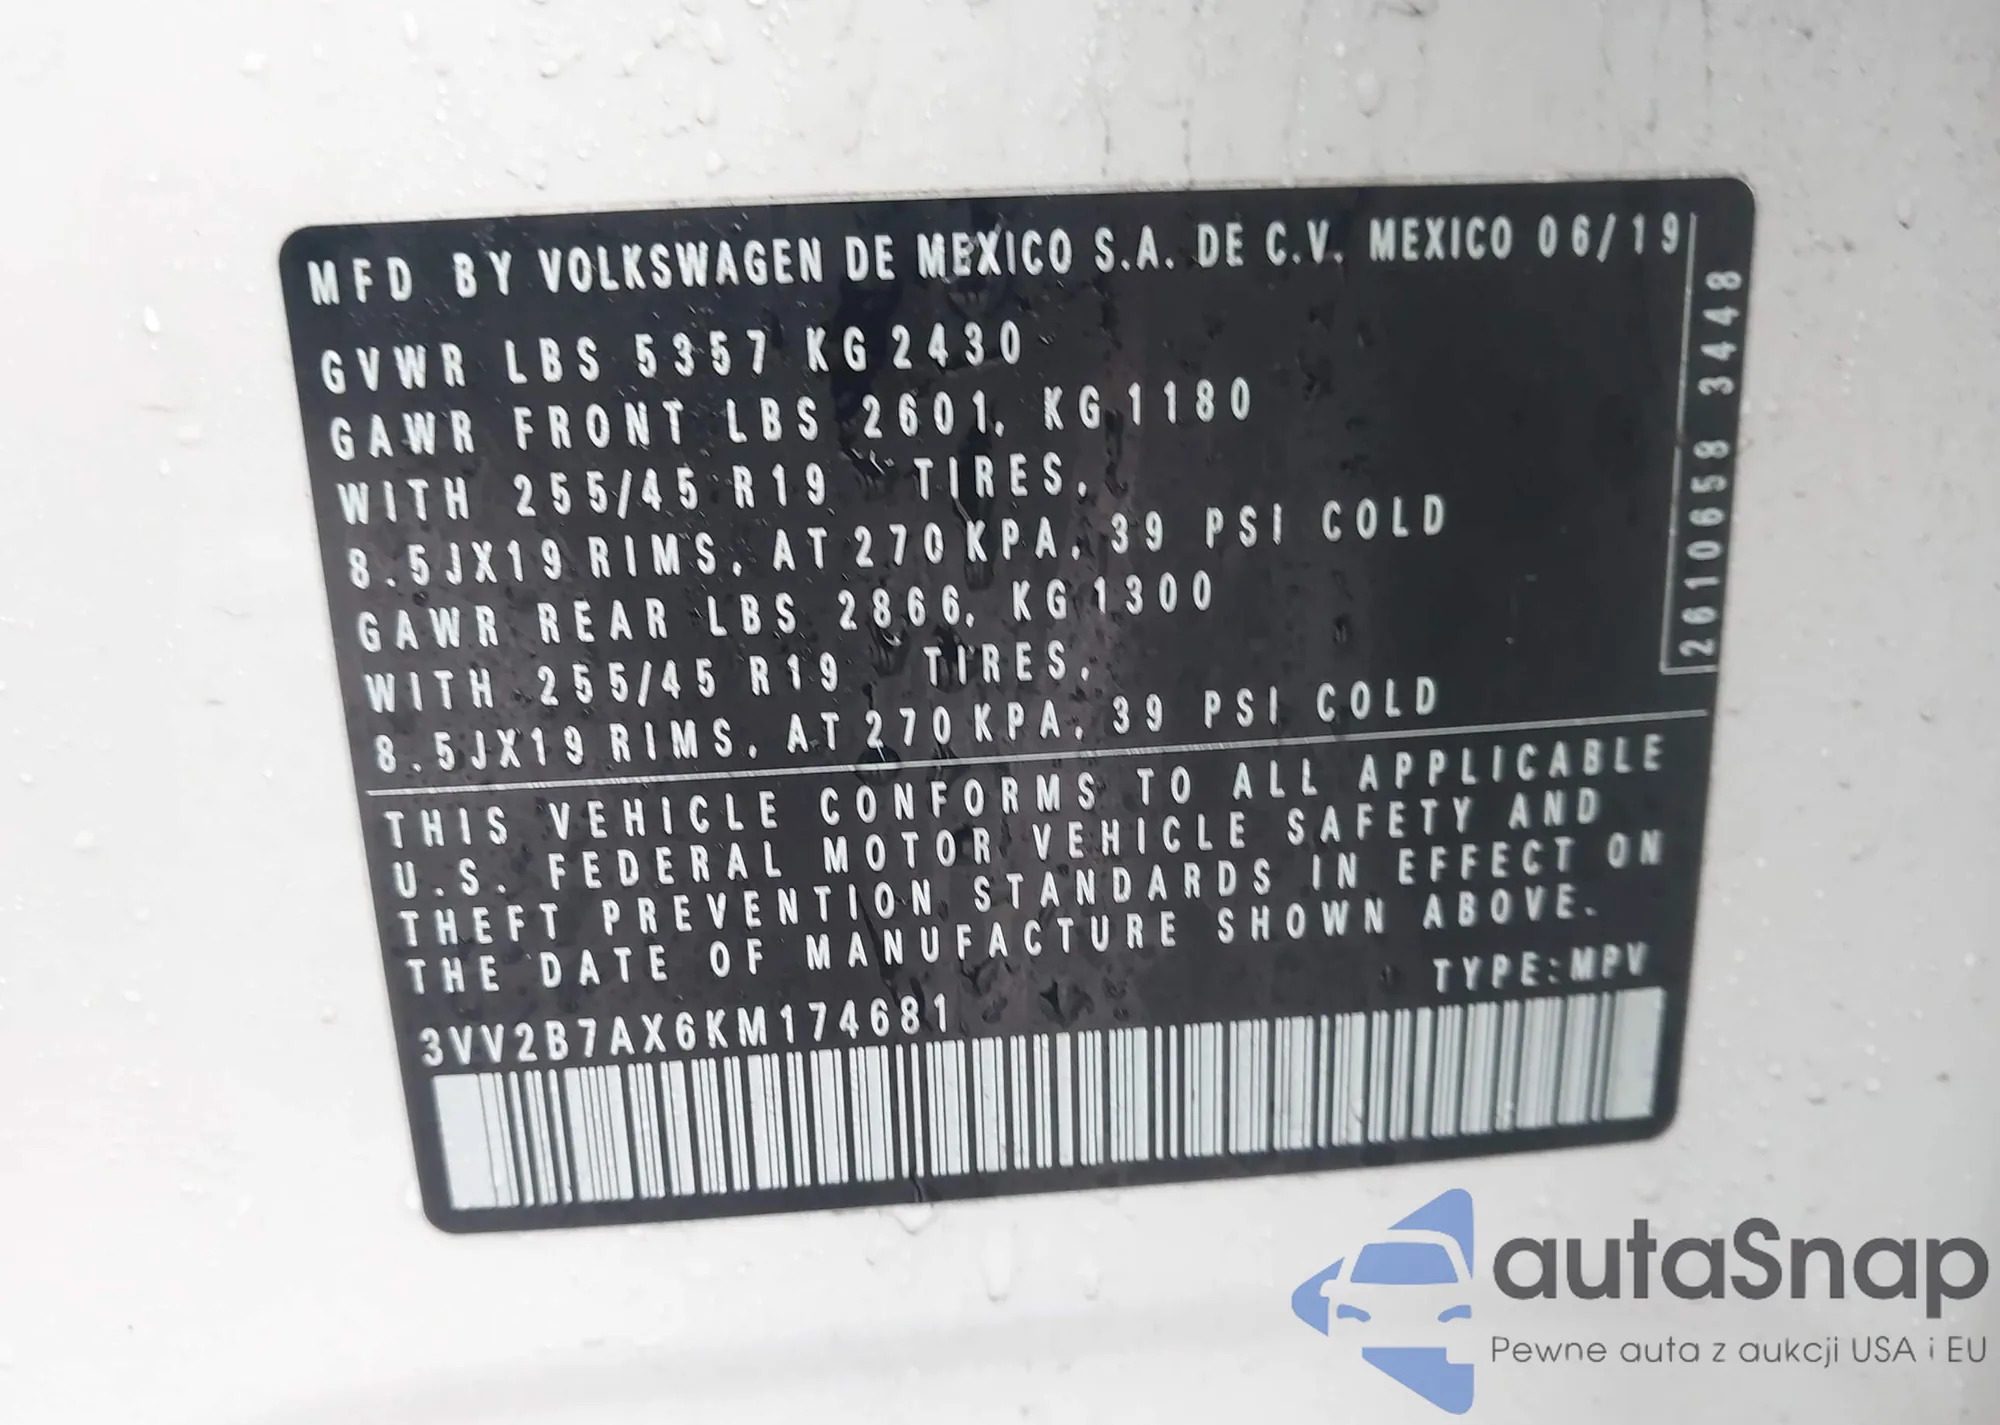 MFD BY VOLKSWAGEN DE MEXICO S.A. DE C.V. MEXICO 06/19
GVWR LBS 5357 KG 2430
GAWR FRONT LBS 2601, KG 1180
WITH 255/45 R19 TIRES,
8.5JX19 RIMS, AT 270 KPA, 39 PSI COLD
GAWR REAR LBS 2866, KG 1300
WITH 255/45 R19 TIRES,
8.5JX19 RIMS, AT 270 KPA, 39 PSI COLD
2610658 3448
THIS VEHICLE CONFORMS TO ALL APPLICABLE
U.S. FEDERAL MOTOR VEHICLE SAFETY AND
THEFT PREVENTION STANDARDS IN EFFECT ON
THE DATE OF MANUFACTURE SHOWN ABOVE.
TYPE:MPV
3VV2B7AX6KM174681
autaSnap
Pewne auta z aukcji USA i EU